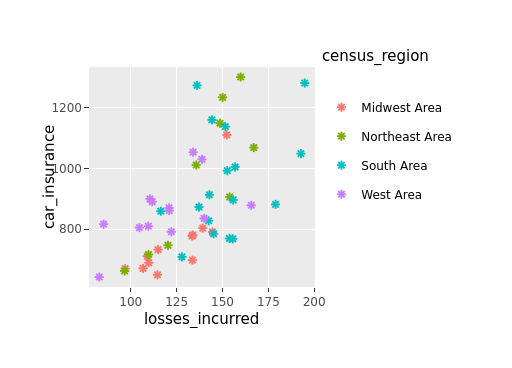 census_region
Midwest Area
Northeast Area
South Area
West Area
car_insurance
1200
1000
800
100
125
150
175
200
losses_incurred